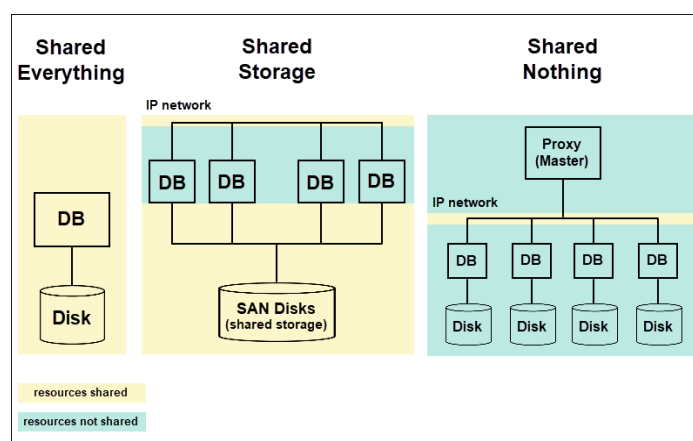 Shared
Everything
Shared
Storage
Shared
Nothing
IP network
DB
DB
DB
DB
DB
Disk
SAN Disks
(shared storage)
Proxy
(Master)
IP network
DB
DB
DB
DB
Disk
Disk
Disk
Disk
resources shared
resources not shared